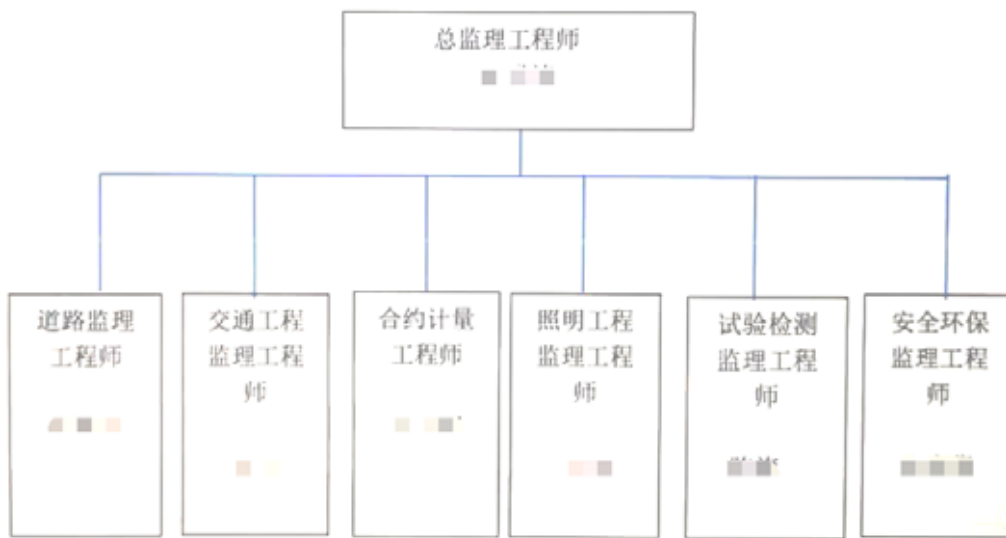 总监理工程师
道路监理
工程师
交通工程
监理工程
师
合约计量
工程师
照明工程
监理工程
师
试验检测
监理工程
师
安全环保
监理工程
师